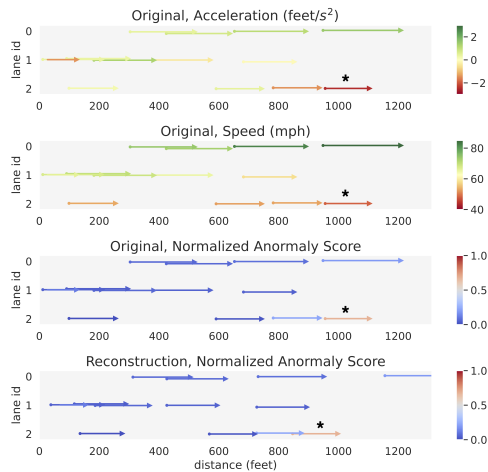 Original, Acceleration (feet/s²)
lane id
0
1
2
0 200 400 600 800 1000 1200
*
2
0
−2
Original, Speed (mph)
lane id
0
1
2
0 200 400 600 800 1000 1200
*
80
60
40
Original, Normalized Anormaly Score
lane id
0
1
2
0 200 400 600 800 1000 1200
*
1.0
0.5
0.0
Reconstruction, Normalized Anormaly Score
lane id
0
1
2
0 200 400 600 800 1000 1200
*
distance (feet)
1.0
0.5
0.0